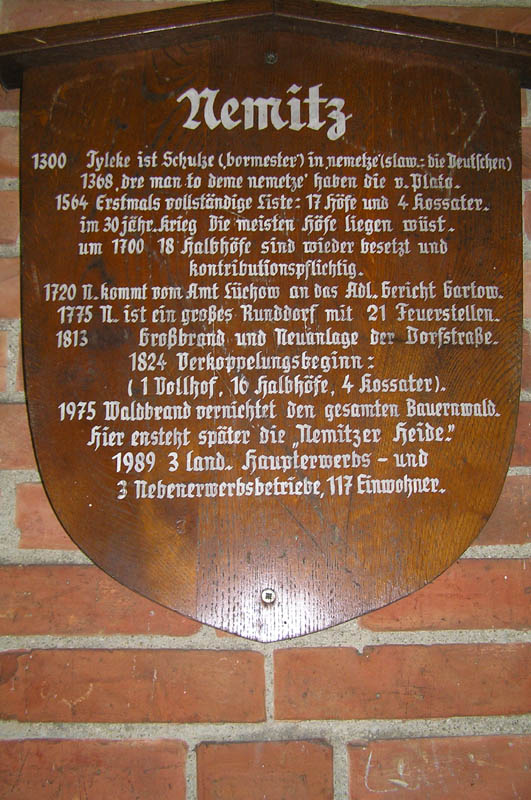 Nemitz
1300 Tyleke ist Schulze (‚bormester') in nemetze' (slaw.: die Deutschen)
1368 ‚dre man to deme nemetze' haben die v. Plato.
1564 Erstmals vollständige Liste: 17 Höfe und 4 Kossater.
im 30 jähr. Krieg Die meisten Höfe liegen wüst.
um 1700 18 Halbhöfe sind wieder besetzt und
kontributionspflichtig.
1720 N. kommt vom Amt Lüchow an das Adl. Gericht Gartow.
1775 N. ist ein großes Runddorf mit 21 Feuerstellen.
1813 Großbrand und Neuanlage der Dorfstraße.
1824 Verkoppelungsbeginn:
(1 Vollhof, 16 Halbhöfe, 4 Kossater).
1975 Waldbrand vernichtet den gesamten Bauernwald.
Hier ensteht später die „Nemitzer Heide."
1989 3 land. Haupterwerbs - und
3 Nebenerwerbsbetriebe, 117 Einwohner.